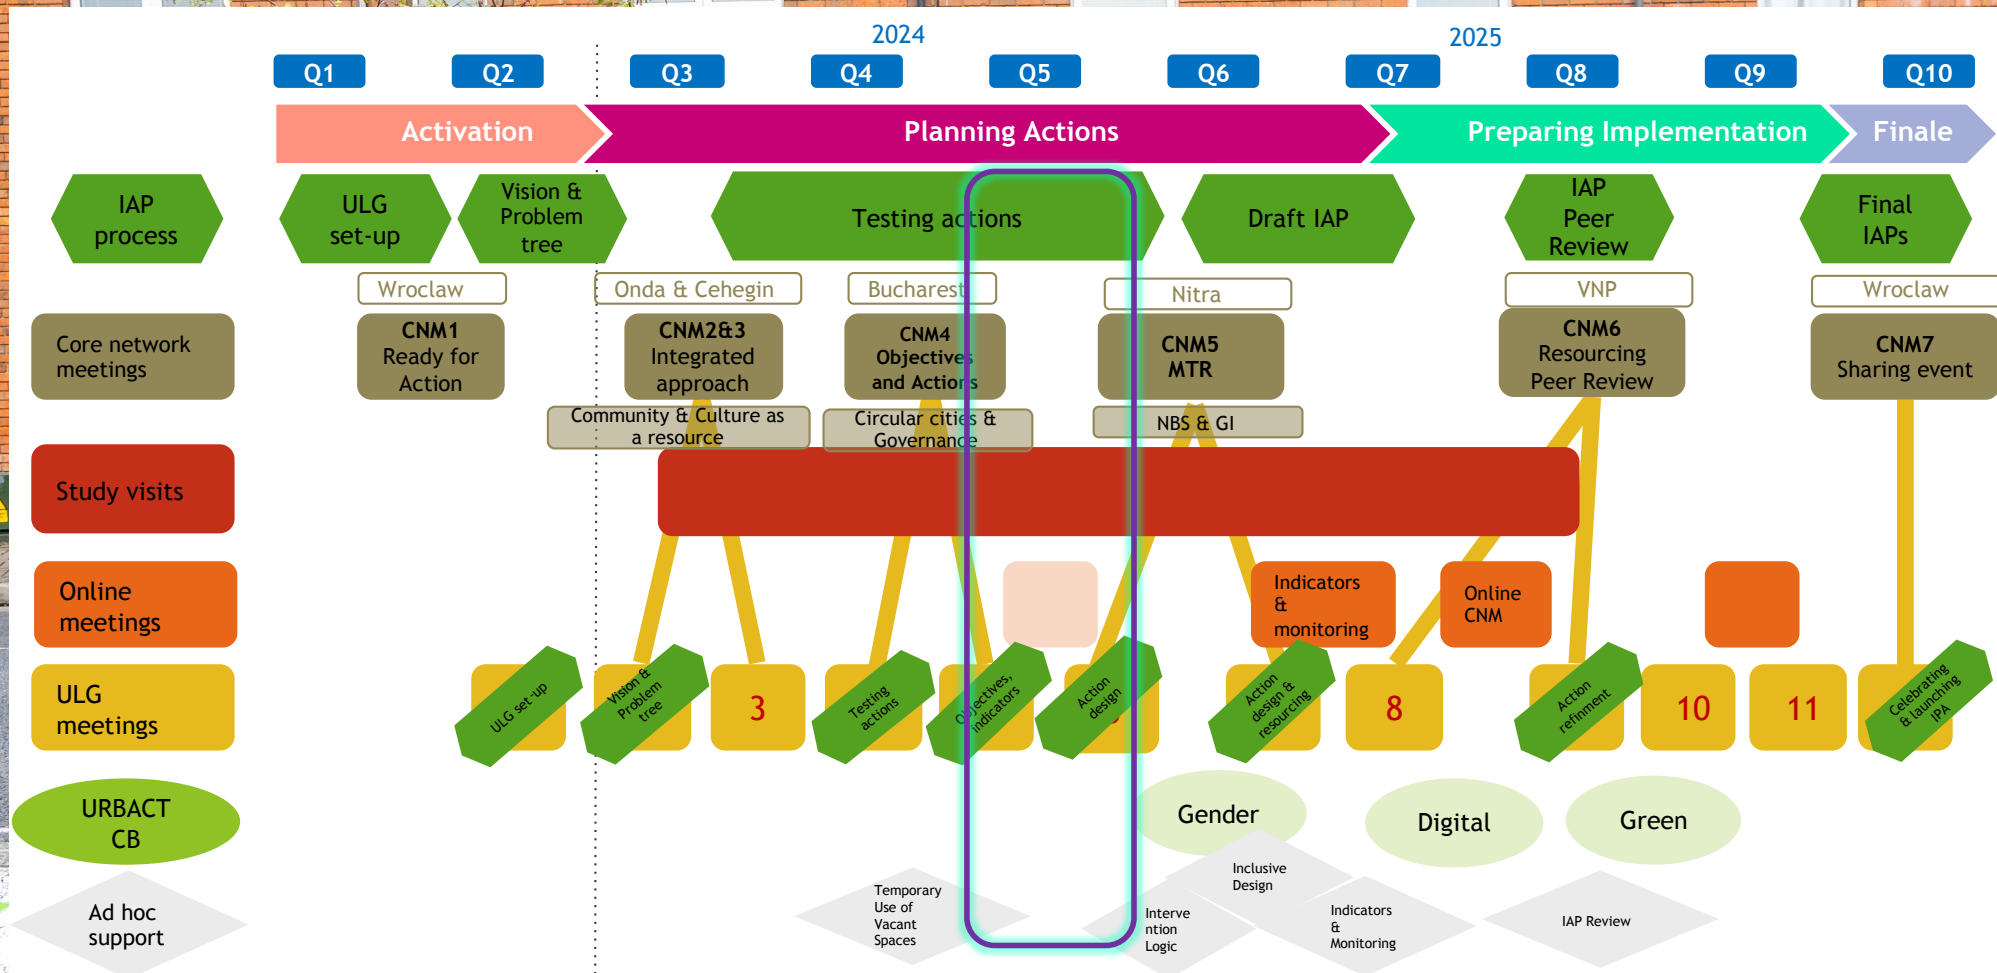 2024
2025
Q1
Q2
Q3
Q4
Q5
Q6
Q7
Q8
Q9
Q10
Activation
Planning Actions
Preparing Implementation
Finale
IAP
process
ULG
set-up
Vision &
Problem
tree
Testing actions
Draft IAP
IAP
Peer
Review
Final
IAPs
Wroclaw
Onda & Cehegin
Bucharest
Nitra
VNP
Wroclaw
Core network
meetings
CNM1
Ready for
Action
CNM2&3
Integrated
approach
CNM4
Objectives
and Actions
CNM5
MTR
CNM6
Resourcing
Peer Review
CNM7
Sharing event
Community & Culture as
a resource
Circular cities &
Governance
NBS & GI
Study visits
Online
meetings
Indicators
&
monitoring
Online
CNM
ULG
meetings
ULG set-up
Vision &
Problem
tree
3
Testing
actions
Objectives,
indicators
Action
design
Action
design &
resourcing
8
Action
refinment
10
11
Celebrating
& launching
IPA
URBACT
CB
Gender
Digital
Green
Ad hoc
support
Temporary
Use of
Vacant
Spaces
Interve
ntion
Logic
Inclusive
Design
Indicators
&
Monitoring
IAP Review